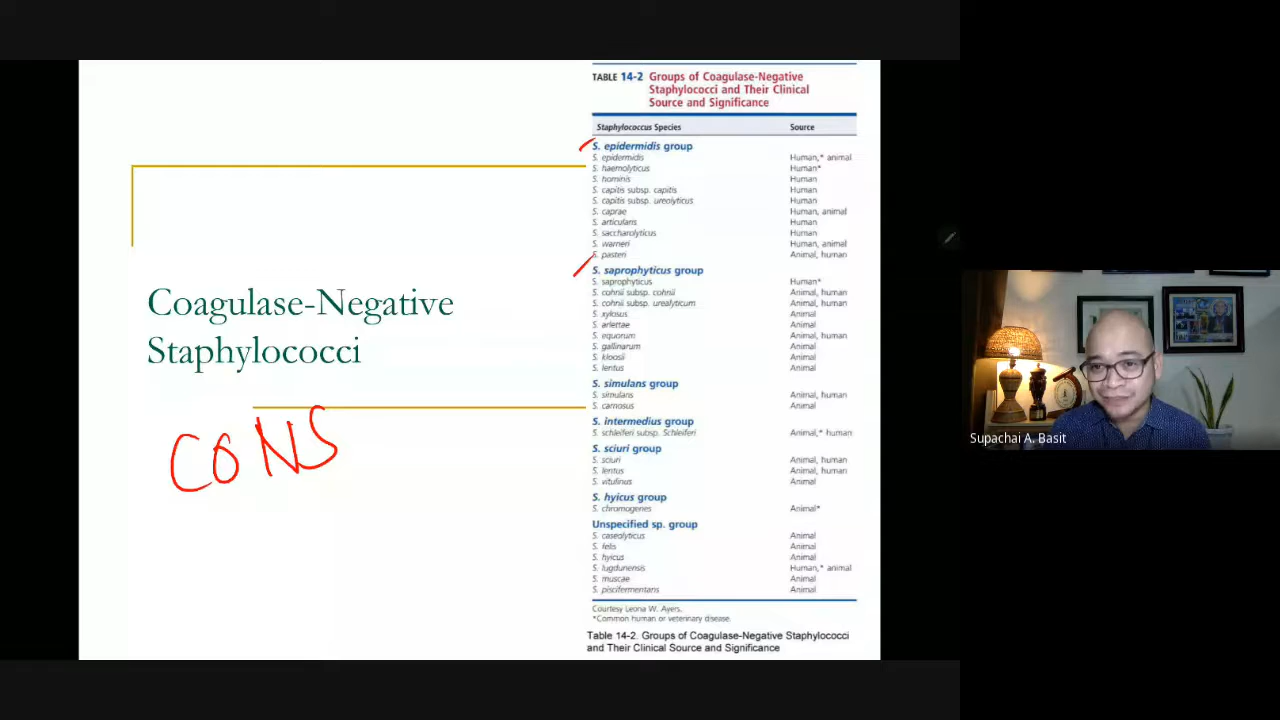 Coagulase-Negative
Staphylococci
CONS
TABLE 14-2 Groups of Coagulase-Negative
Staphylococci and Their Clinical
Source and Significance
Staphylococcus Species Source
S. epidermidis group
S. epidermidis Human,* animal
S. haemolyticus Human*
S. hominis Human
S. capitis subsp. capitis Human
S. capitis subsp. ureolyticus Human
S. caprae Human, animal
S. articularis Human
S. saccharolyticus Human
S. warneri Human, animal
S. pasteri Animal, human
S. saprophyticus group
S. saprophyticus Human*
S. cohnii subsp. cohnii Animal, human
S. cohnii subsp. urealyticum Animal, human
S. xylosus Animal
S. arlettae Animal
S. equorum Animal, human
S. gallinarum Animal
S. kloosii Animal
S. lentus Animal
S. simulans group
S. simulans Animal, human
S. carnosus Animal
S. intermedius group
S. schleiferi subsp. Schleiferi Animal,* human
S. sciuri group
S. sciuri Animal, human
S. lentus Animal, human
S. vitulinus Animal
S. hyicus group
S. chromogenes Animal*
Unspecified sp. group
S. caseolyticus Animal
S. felis Animal
S. hyicus Animal
S. lugdunensis Human,* animal
S. muscae Animal
S. piscifermentans Animal
Courtesy Leona W. Ayers.
*Common human or veterinary disease.
Table 14-2. Groups of Coagulase-Negative Staphylococci
and Their Clinical Source and Significance
Supachai A. Basit